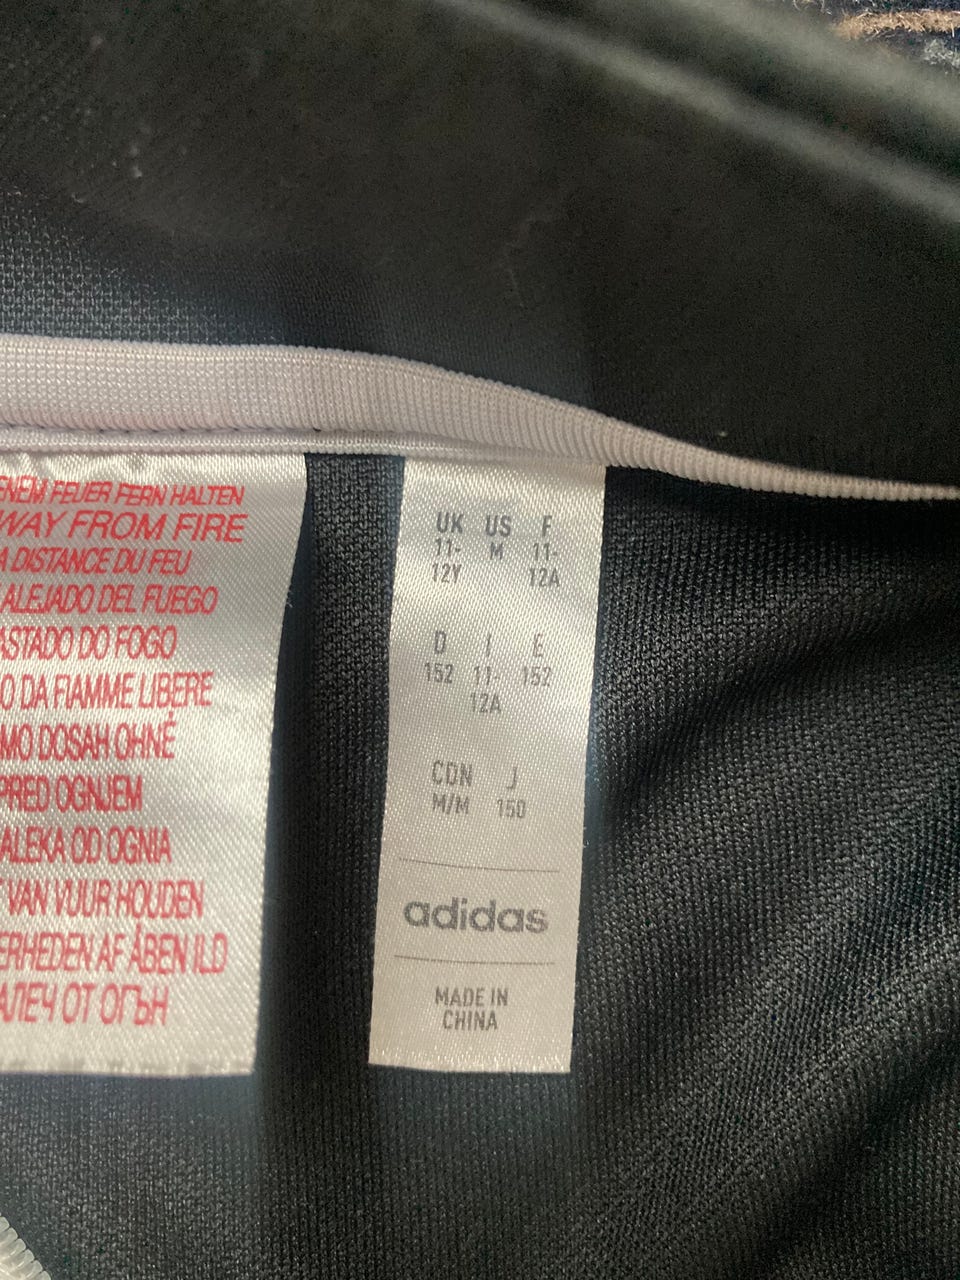 ENEM FEUER FERN HALTEN
WAY FROM FIRE
A DISTANCE DU FEU
ALEJADO DEL FUEGO
ASTADO DO FOGO
O DA FIAMME LIBERE
MO DOSAH OHNĚ
PRED OGNJEM
ALEKA OD OGNIA
T VAN VUUR HOUDEN
ERHEDEN AF ÅBEN ILD
АЛЕЧ ОТ ОГЪН
UK US F
11- M 11-
12Y 12A
D I E
152 11- 152
12A
CDN J
M/M 150
adidas
MADE IN
CHINA